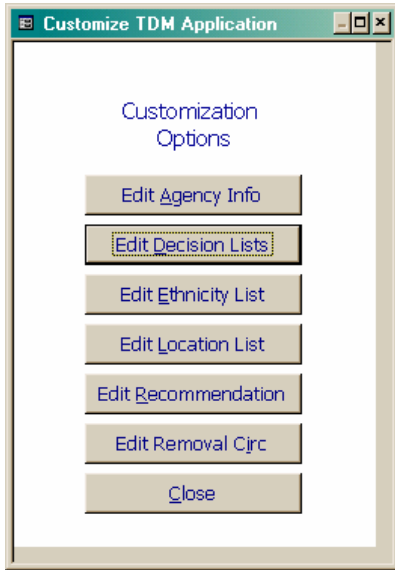 Customize TDM Application
Customization
Options
Edit Agency Info
Edit Decision Lists
Edit Ethnicity List
Edit Location List
Edit Recommendation
Edit Removal Circ
Close